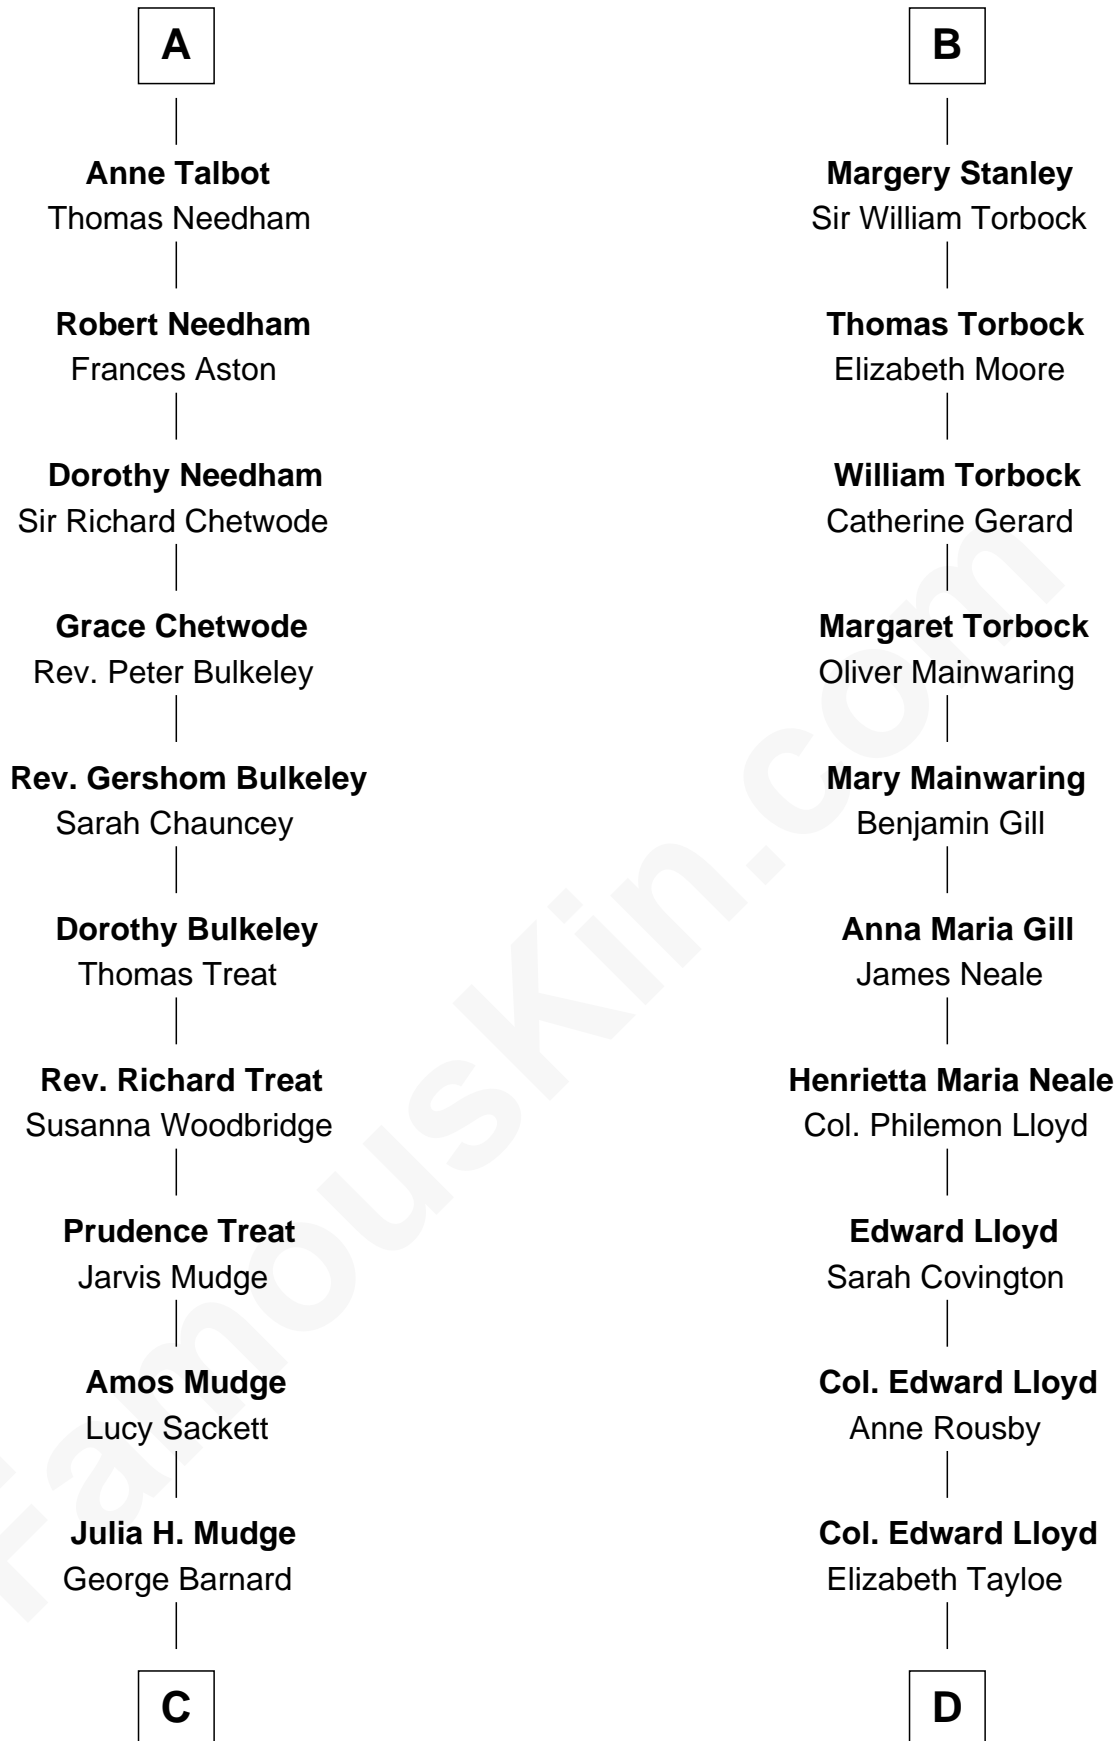 A
Anne Talbot
Thomas Needham
Robert Needham
Frances Aston
Dorothy Needham
Sir Richard Chetwode
Grace Chetwode
Rev. Peter Bulkeley
Rev. Gershom Bulkeley
Sarah Chauncey
Dorothy Bulkeley
Thomas Treat
Rev. Richard Treat
Susanna Woodbridge
Prudence Treat
Jarvis Mudge
Amos Mudge
Lucy Sackett
Julia H. Mudge
George Barnard
C
B
Margery Stanley
Sir William Torbock
Thomas Torbock
Elizabeth Moore
William Torbock
Catherine Gerard
Margaret Torbock
Oliver Mainwaring
Mary Mainwaring
Benjamin Gill
Anna Maria Gill
James Neale
Henrietta Maria Neale
Col. Philemon Lloyd
Edward Lloyd
Sarah Covington
Col. Edward Lloyd
Anne Rousby
Col. Edward Lloyd
Elizabeth Tayloe
D
FamousKin.com